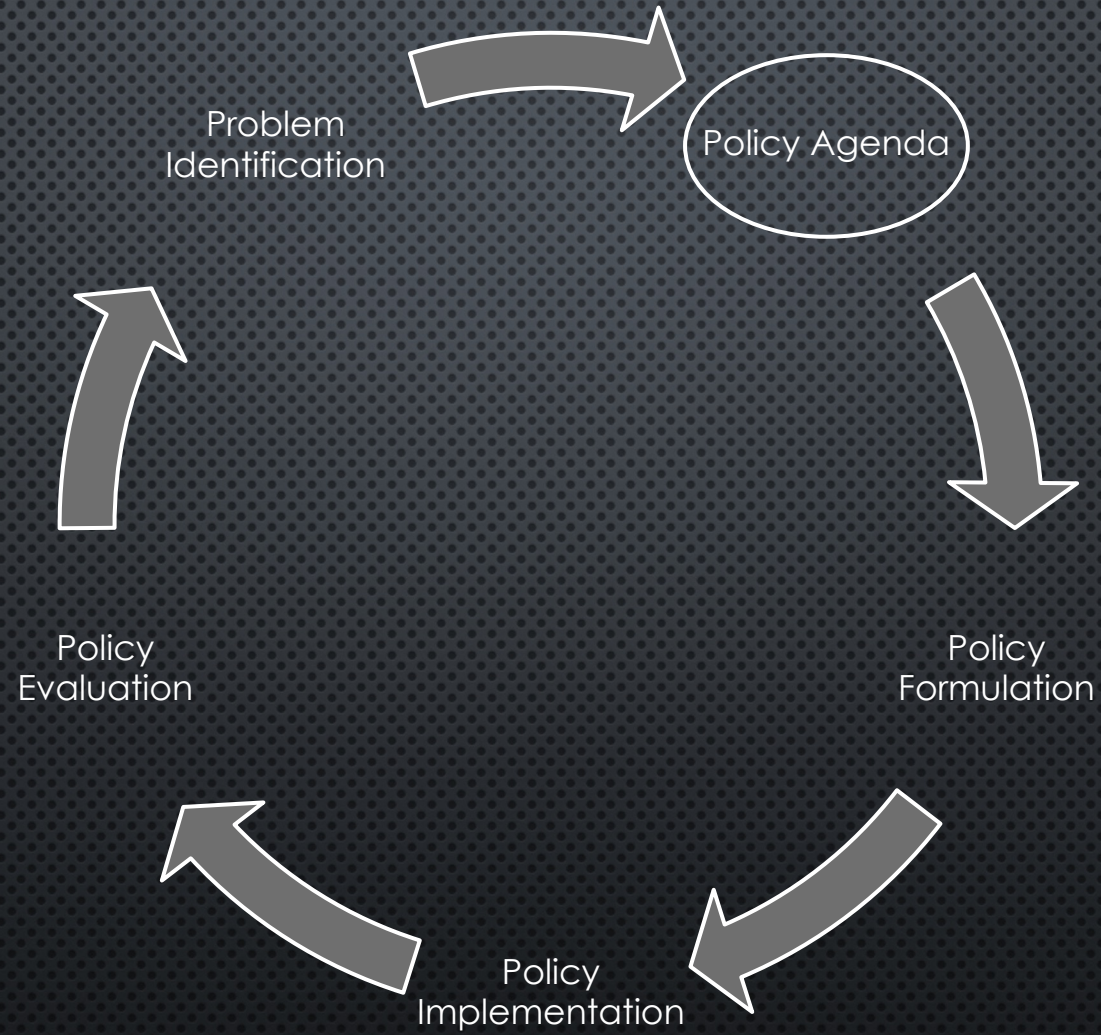 Problem
Identification
Policy Agenda
Policy
Formulation
Policy
Implementation
Policy
Evaluation